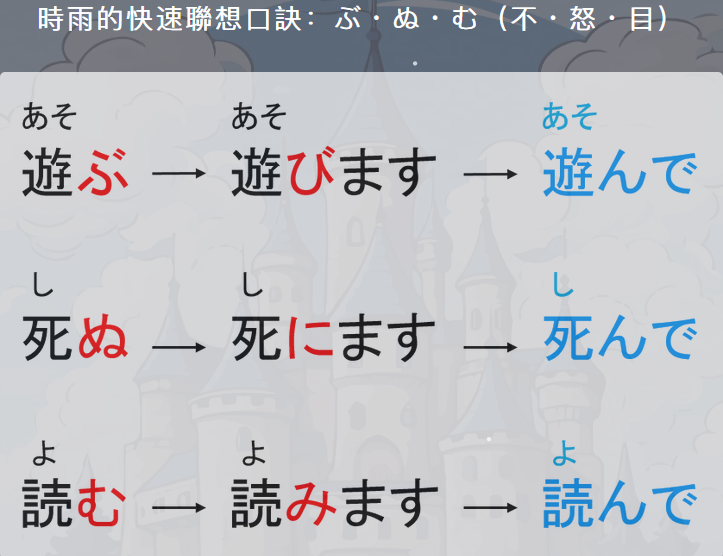 時雨的快速聯想口訣：ぶ・ぬ・む（不・怒・目）
あそ あそ あそ
遊ぶ → 遊びます → 遊んで
し し し
死ぬ → 死にます → 死んで
よ よ よ
読む → 読みます → 読んで